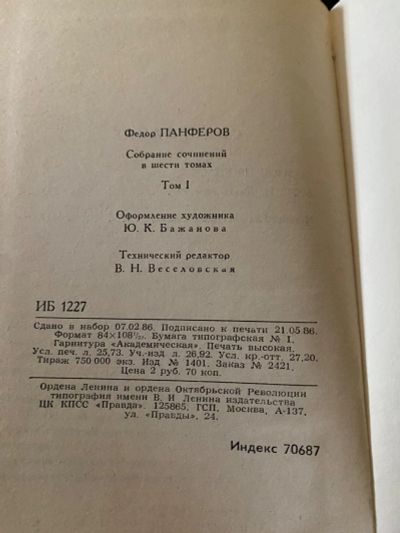 Федор ПАНФЕРОВ
Собрание сочинений
в шести томах
Том I
Оформление художника
Ю. К. Бажанова
Технический редактор
В. Н. Веселовская
ИБ 1227
Сдано в набор 07.02.86. Подписано к печати 21.05.86.
Формат 84×108¹/₃₂. Бумага типографская № 1.
Гарнитура «Академическая». Печать высокая.
Усл. печ. л. 25,73. Уч.-изд л. 26,92. Усл. кр.-отт. 27,20.
Тираж 750 000 экз. Изд № 1401. Заказ № 2421.
Цена 2 руб. 70 коп.
Ордена Ленина и ордена Октябрьской Революции
типография имени В. И Ленина издательства
ЦК КПСС «Правда». 125865, ГСП, Москва, А-137,
ул. «Правды», 24.
Индекс 70687